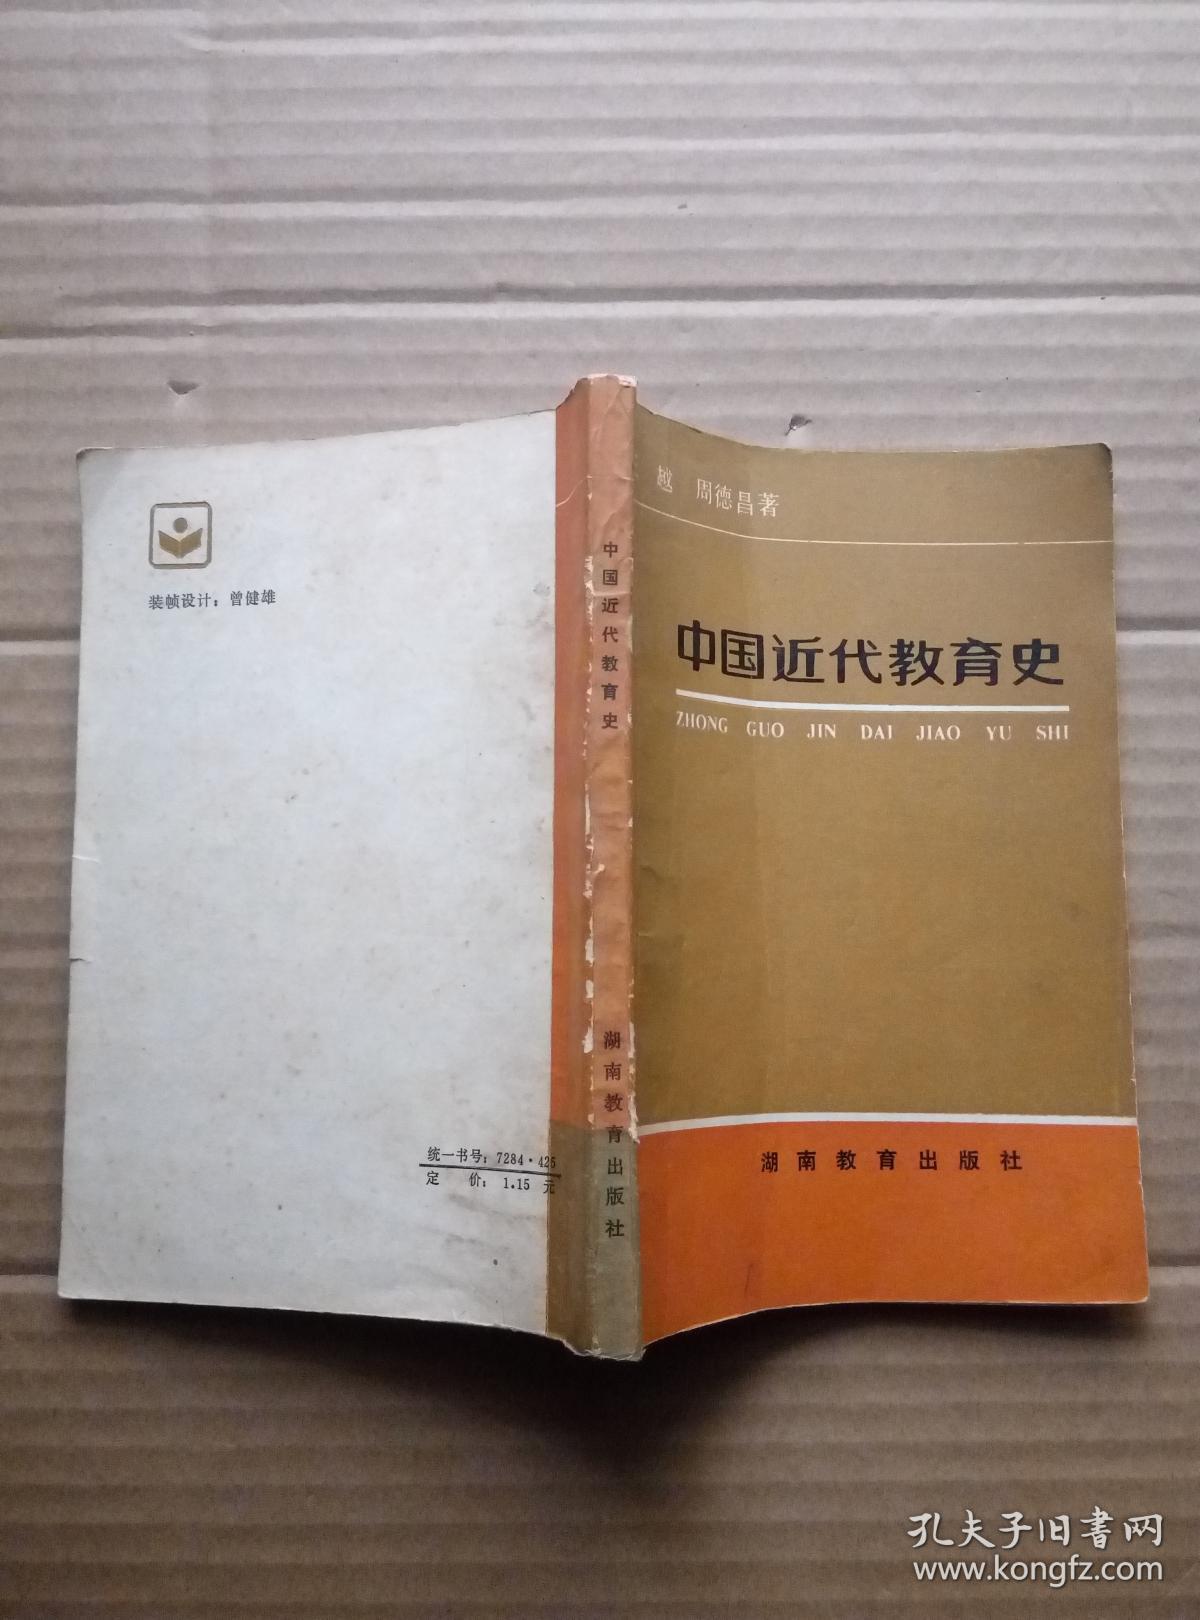 装帧设计：曾健雄
统一书号：7284·425
定 价：1.15 元
中国近代教育史
湖南教育出版社
越 周德昌著
中国近代教育史
ZHONG GUO JIN DAI JIAO YU SHI
湖南教育出版社
孔夫子旧书网
www.kongfz.com